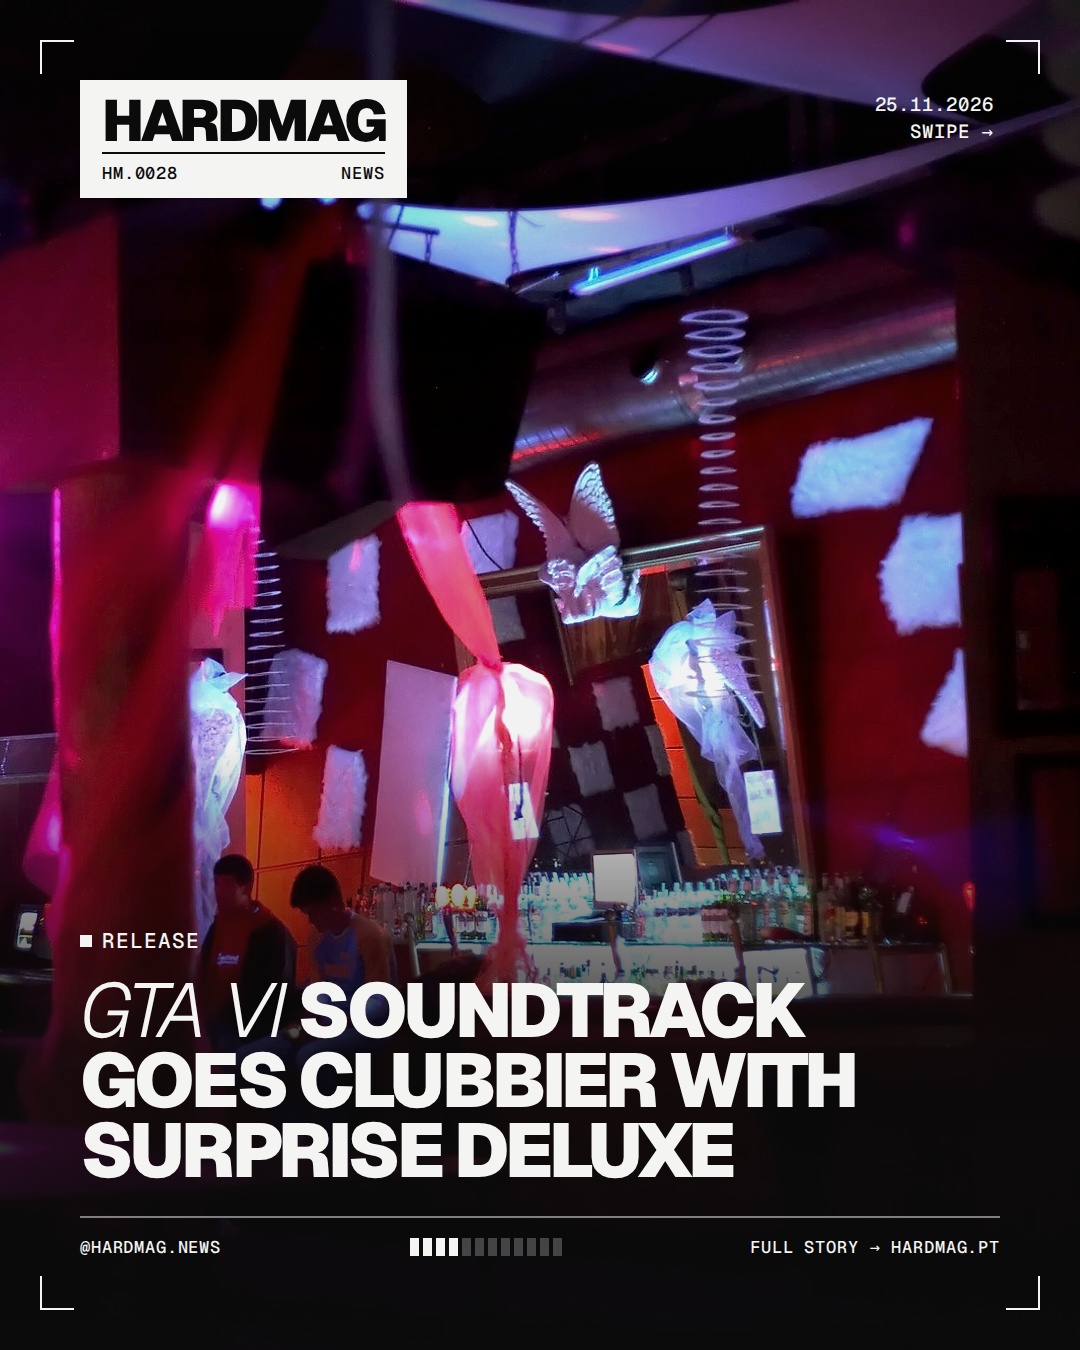 HARDMAG
HM.0028 NEWS
25.11.2026
SWIPE →
RELEASE
GTA VI SOUNDTRACK
GOES CLUBBIER WITH
SURPRISE DELUXE
@HARDMAG.NEWS
FULL STORY → HARDMAG.PT